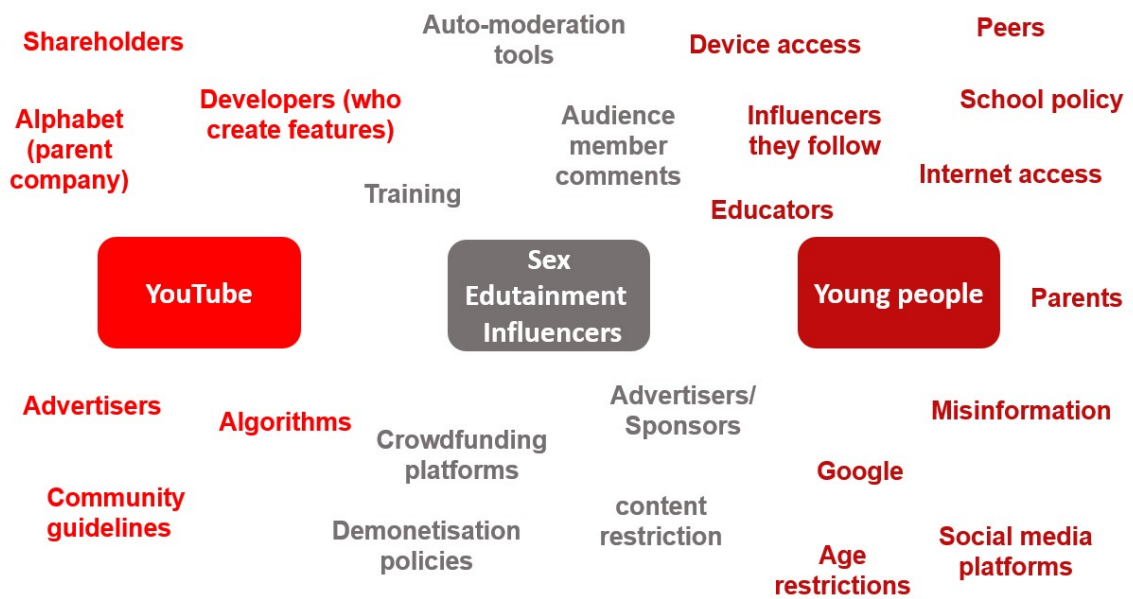 Shareholders
Auto-moderation
tools
Device access
Peers
Alphabet
(parent
company)
Developers (who
create features)
Audience
member
comments
Influencers
they follow
School policy
Training
Internet access
Educators
YouTube
Sex
Edutainment
Influencers
Young people
Parents
Advertisers
Algorithms
Crowdfunding
platforms
Advertisers/
Sponsors
Misinformation
Google
Community
guidelines
Demonetisation
policies
content
restriction
Age
restrictions
Social media
platforms